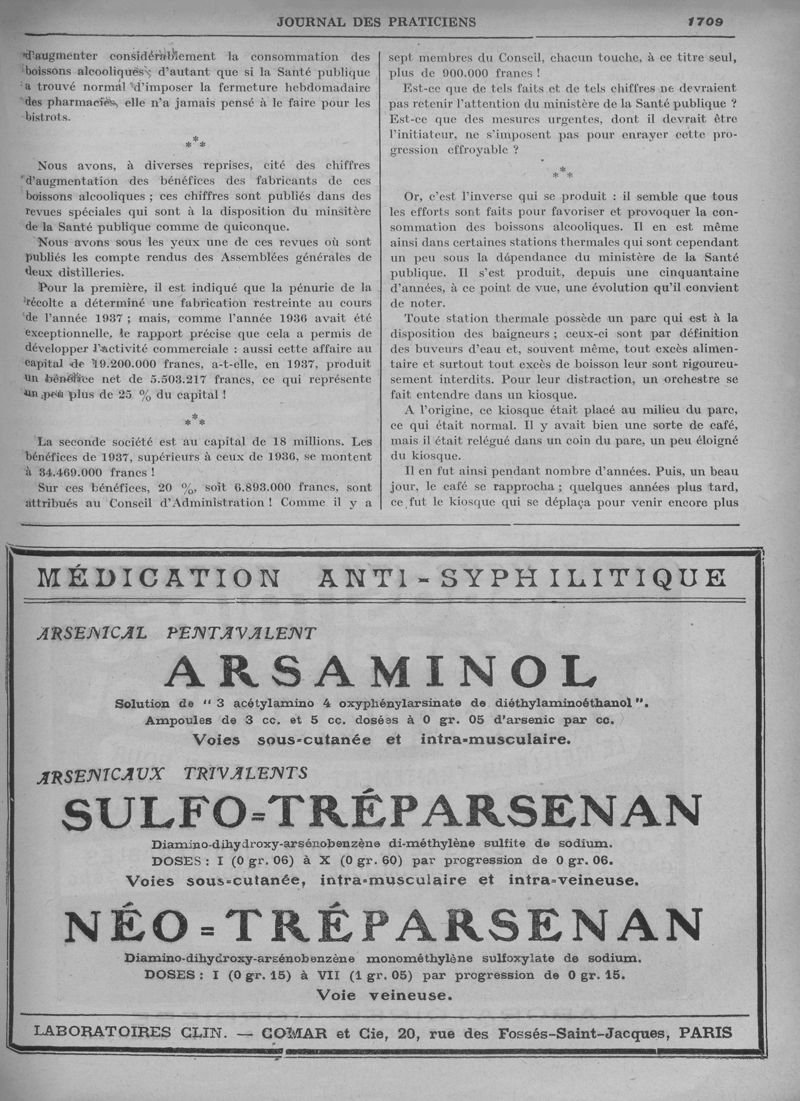 JOURNAL DES PRATICIENS 1709
d'augmenter considérablement la consommation des
boissons alcooliques ; d'autant que si la Santé publique
a trouvé normal d'imposer la fermeture hebdomadaire
des pharmacies, elle n'a jamais pensé à le faire pour les
bistrots.
* * *
Nous avons, à diverses reprises, cité des chiffres
d'augmentation des bénéfices des fabricants de ces
boissons alcooliques ; ces chiffres sont publiés dans des
revues spéciales qui sont à la disposition du minsitère
de la Santé publique comme de quiconque.
Nous avons sous les yeux une de ces revues où sont
publiés les compte rendus des Assemblées générales de
deux distilleries.
Pour la première, il est indiqué que la pénurie de la
récolte a déterminé une fabrication restreinte au cours
de l'année 1937 ; mais, comme l'année 1936 avait été
exceptionnelle, le rapport précise que cela a permis de
développer l'activité commerciale : aussi cette affaire au
capital de 19.200.000 francs, a-t-elle, en 1937, produit
un bénéfice net de 5.503.217 francs, ce qui représente
un peu plus de 25 % du capital !
* * *
La seconde société est au capital de 18 millions. Les
bénéfices de 1937, supérieurs à ceux de 1936, se montent
à 34.469.000 francs !
Sur ces bénéfices, 20 %, soit 6.893.000 francs, sont
attribués au Conseil d'Administration ! Comme il y a
sept membres du Conseil, chacun touche, à ce titre seul,
plus de 900.000 francs !
Est-ce que de tels faits et de tels chiffres ne devraient
pas retenir l'attention du ministère de la Santé publique ?
Est-ce que des mesures urgentes, dont il devrait être
l'initiateur, ne s'imposent pas pour enrayer cette pro-
gression effroyable ?
* * *
Or, c'est l'inverse qui se produit : il semble que tous
les efforts sont faits pour favoriser et provoquer la con-
sommation des boissons alcooliques. Il en est même
ainsi dans certaines stations thermales qui sont cependant
un peu sous la dépendance du ministère de la Santé
publique. Il s'est produit, depuis une cinquantaine
d'années, à ce point de vue, une évolution qu'il convient
de noter.
Toute station thermale possède un parc qui est à la
disposition des baigneurs ; ceux-ci sont par définition
des buveurs d'eau et, souvent même, tout excès alimen-
taire et surtout tout excès de boisson leur sont rigoureu-
sement interdits. Pour leur distraction, un orchestre se
fait entendre dans un kiosque.
A l'origine, ce kiosque était placé au milieu du parc,
ce qui était normal. Il y avait bien une sorte de café,
mais il était relégué dans un coin du parc, un peu éloigné
du kiosque.
Il en fut ainsi pendant nombre d'années. Puis, un beau
jour, le café se rapprocha ; quelques années plus tard,
ce fut le kiosque qui se déplaça pour venir encore plus
MÉDICATION ANTI-SYPHILITIQUE
ARSENICAL PENTAVALENT
ARSAMINOL
Solution de "3 acétylamino 4 oxyphénylarsinate de diéthylaminoéthanol".
Ampoules de 3 cc. et 5 cc. dosées à 0 gr. 05 d'arsenic par cc.
Voies sous-cutanée et intra-musculaire.
ARSENICAUX TRIVALENTS
SULFO-TRÉPARSENAN
Diamino-dihydroxy-arsénobenzène di-méthylène sulfite de sodium.
DOSES : I (0 gr. 06) à X (0 gr. 60) par progression de 0 gr. 06.
Voies sous-cutanée, intra-musculaire et intra-veineuse.
NÉO-TRÉPARSENAN
Diamino-dihydroxy-arsénobenzène monométhylène sulfoxylate de sodium.
DOSES : I (0 gr. 15) à VII (1 gr. 05) par progression de 0 gr. 15.
Voie veineuse.
LABORATOIRES CLIN. — COMAR et Cie, 20, rue des Fossés-Saint-Jacques, PARIS